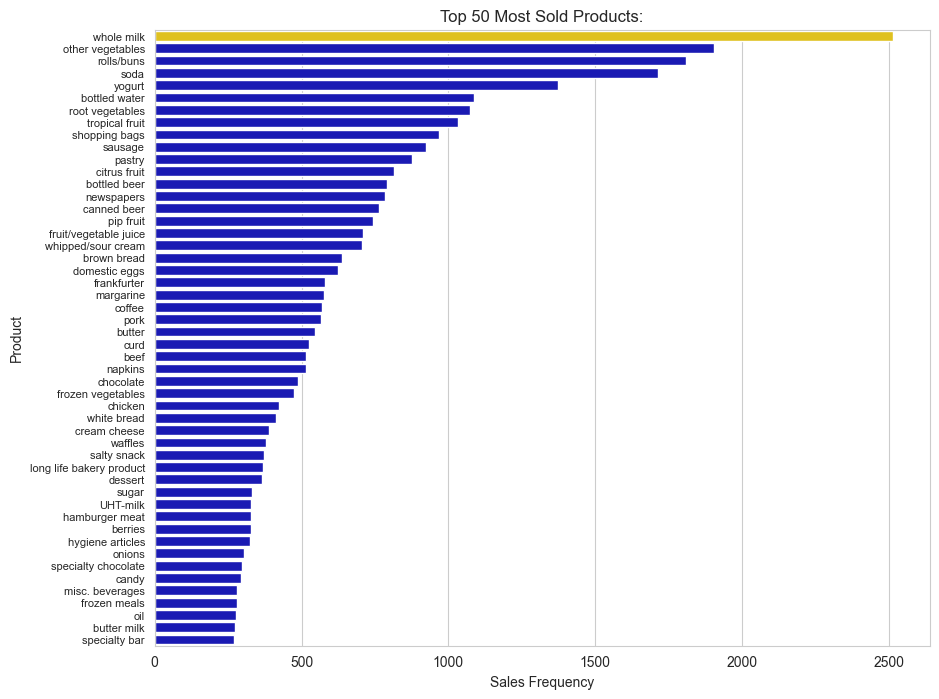 Top 50 Most Sold Products:
Product
whole milk
other vegetables
rolls/buns
soda
yogurt
bottled water
root vegetables
tropical fruit
shopping bags
sausage
pastry
citrus fruit
bottled beer
newspapers
canned beer
pip fruit
fruit/vegetable juice
whipped/sour cream
brown bread
domestic eggs
frankfurter
margarine
coffee
pork
butter
curd
beef
napkins
chocolate
frozen vegetables
chicken
white bread
cream cheese
waffles
salty snack
long life bakery product
dessert
sugar
UHT-milk
hamburger meat
berries
hygiene articles
onions
specialty chocolate
candy
misc. beverages
frozen meals
oil
butter milk
specialty bar
0 500 1000 1500 2000 2500
Sales Frequency